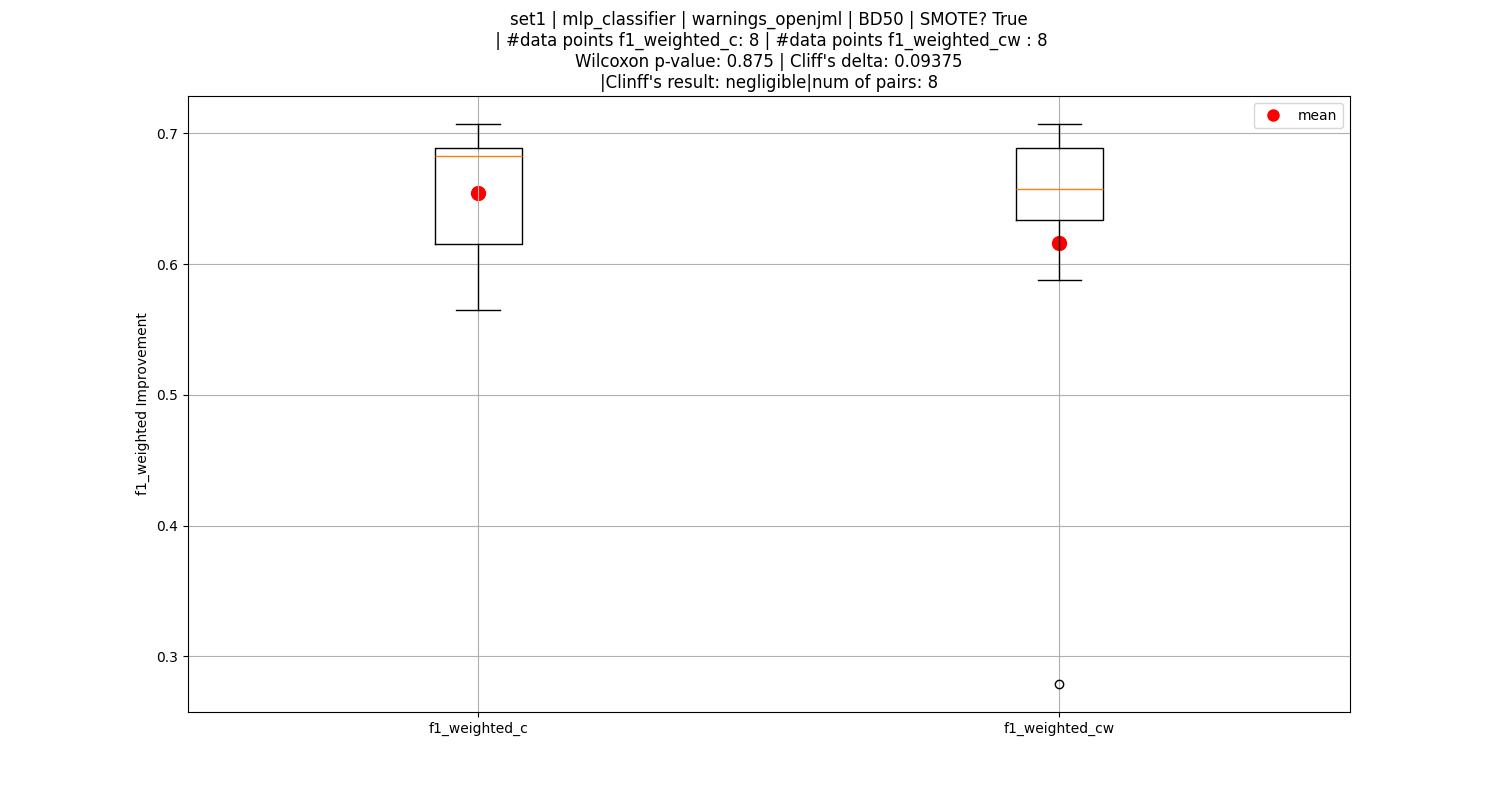 set1 | mlp_classifier | warnings_openjml | BD50 | SMOTE? True
| #data points f1_weighted_c: 8 | #data points f1_weighted_cw : 8
Wilcoxon p-value: 0.875 | Cliff's delta: 0.09375
|Clinff's result: negligible|num of pairs: 8
mean
0.7
0.6
0.5
0.4
0.3
f1_weighted Improvement
f1_weighted_c
f1_weighted_cw